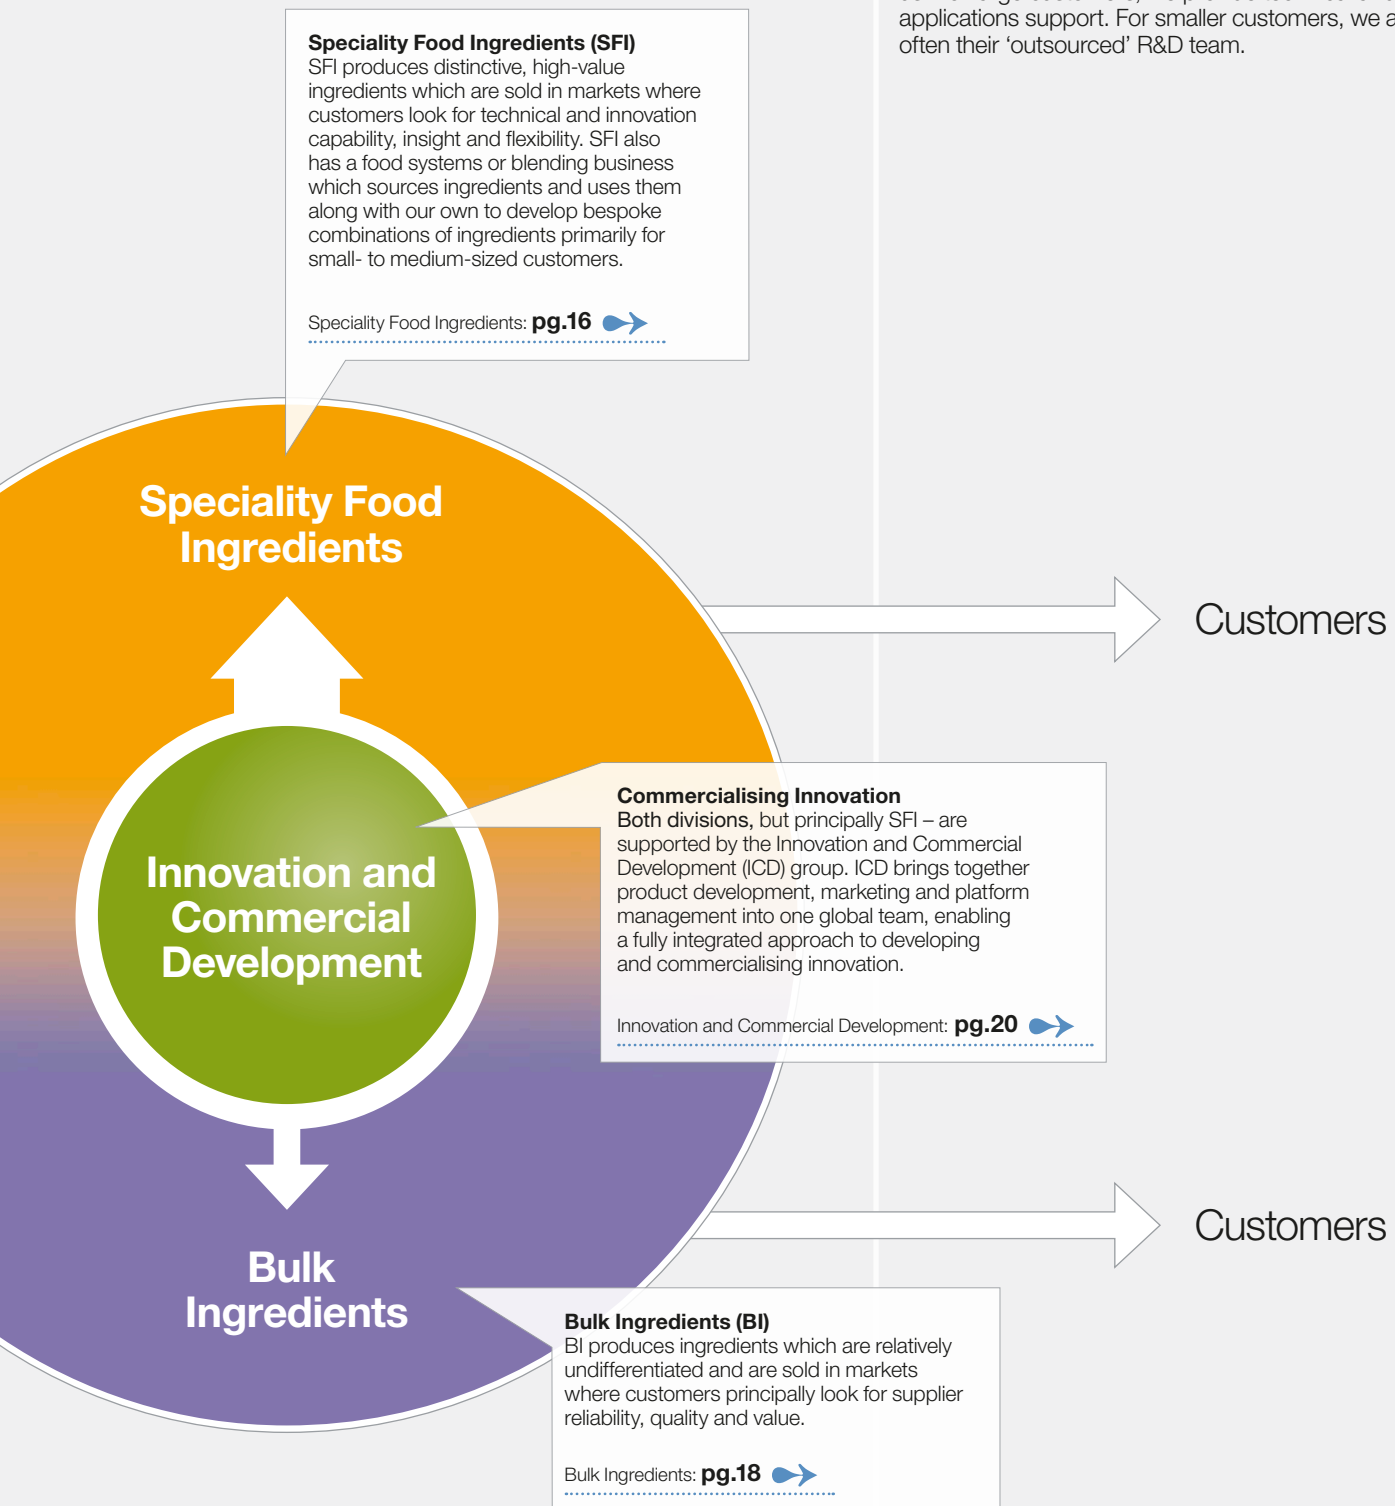 applications support. For smaller customers, we a
often their ‘outsourced’ R&D team.
Speciality Food Ingredients (SFI)
SFI produces distinctive, high-value
ingredients which are sold in markets where
customers look for technical and innovation
capability, insight and flexibility. SFI also
has a food systems or blending business
which sources ingredients and uses them
along with our own to develop bespoke
combinations of ingredients primarily for
small- to medium-sized customers.
Speciality Food Ingredients: pg.16
Speciality Food
Ingredients
Customers
Commercialising Innovation
Both divisions, but principally SFI – are
supported by the Innovation and Commercial
Development (ICD) group. ICD brings together
product development, marketing and platform
management into one global team, enabling
a fully integrated approach to developing
and commercialising innovation.
Innovation and Commercial Development: pg.20
Innovation and
Commercial
Development
Customers
Bulk
Ingredients
Bulk Ingredients (BI)
BI produces ingredients which are relatively
undifferentiated and are sold in markets
where customers principally look for supplier
reliability, quality and value.
Bulk Ingredients: pg.18